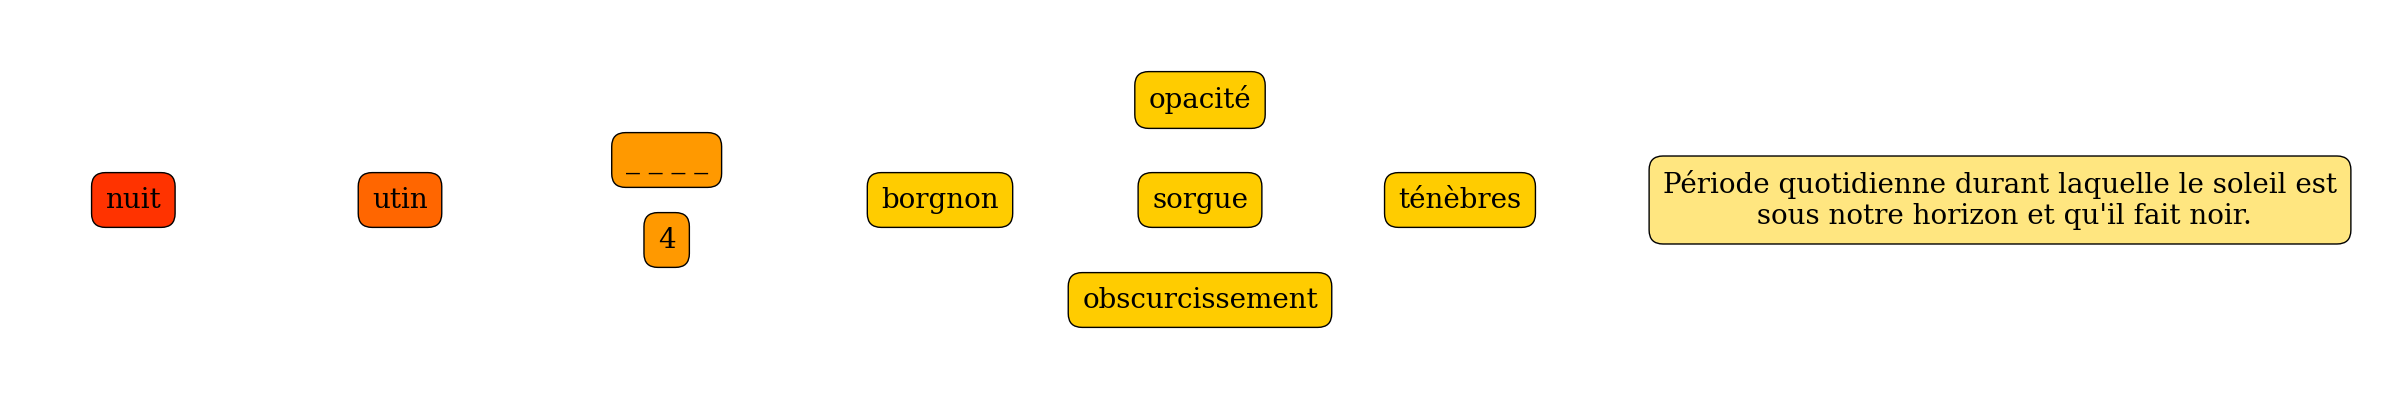 nuit
utin
_ _ _ _
4
borgnon
opacité
sorgue
obscurcissement
ténèbres
Période quotidienne durant laquelle le soleil est
sous notre horizon et qu'il fait noir.